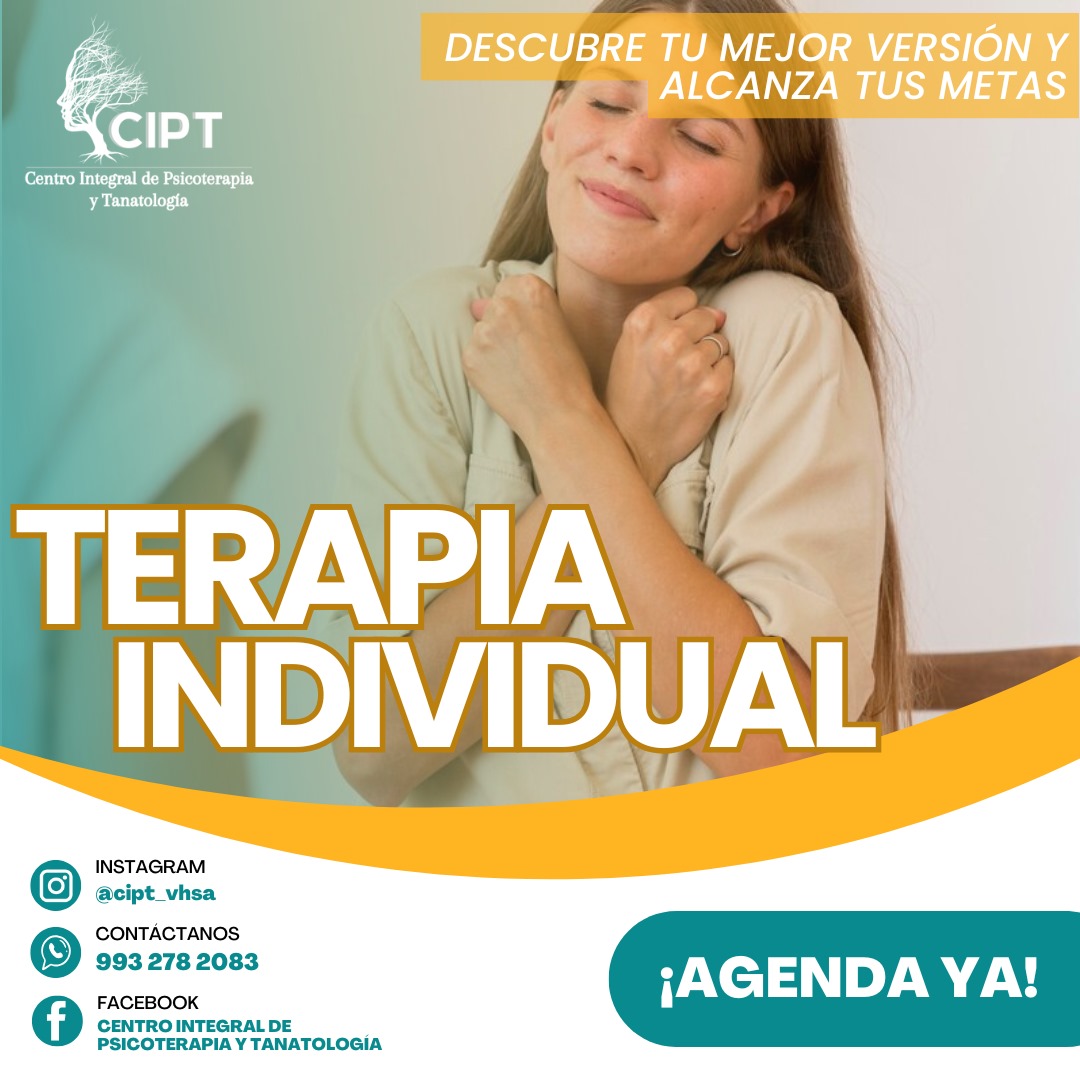 DESCUBRE TU MEJOR VERSIÓN Y
ALCANZA TUS METAS
CIPT
Centro Integral de Psicoterapia
y Tanatología
TERAPIA
INDIVIDUAL
INSTAGRAM
@cipt_vhsa
CONTÁCTANOS
993 278 2083
FACEBOOK
CENTRO INTEGRAL DE
PSICOTERAPIA Y TANATOLOGÍA
¡AGENDA YA!